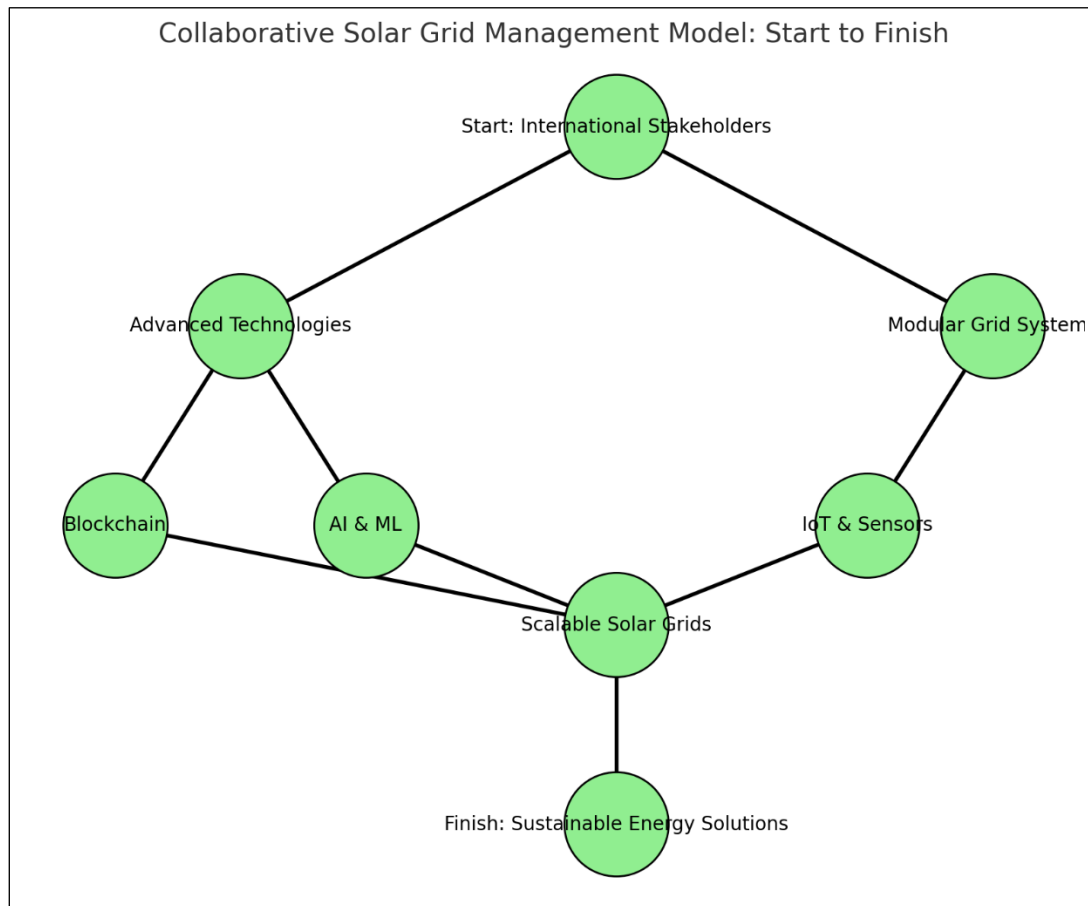 Collaborative Solar Grid Management Model: Start to Finish
Start: International Stakeholders
Advanced Technologies
Modular Grid System
Blockchain
AI & ML
IoT & Sensors
Scalable Solar Grids
Finish: Sustainable Energy Solutions